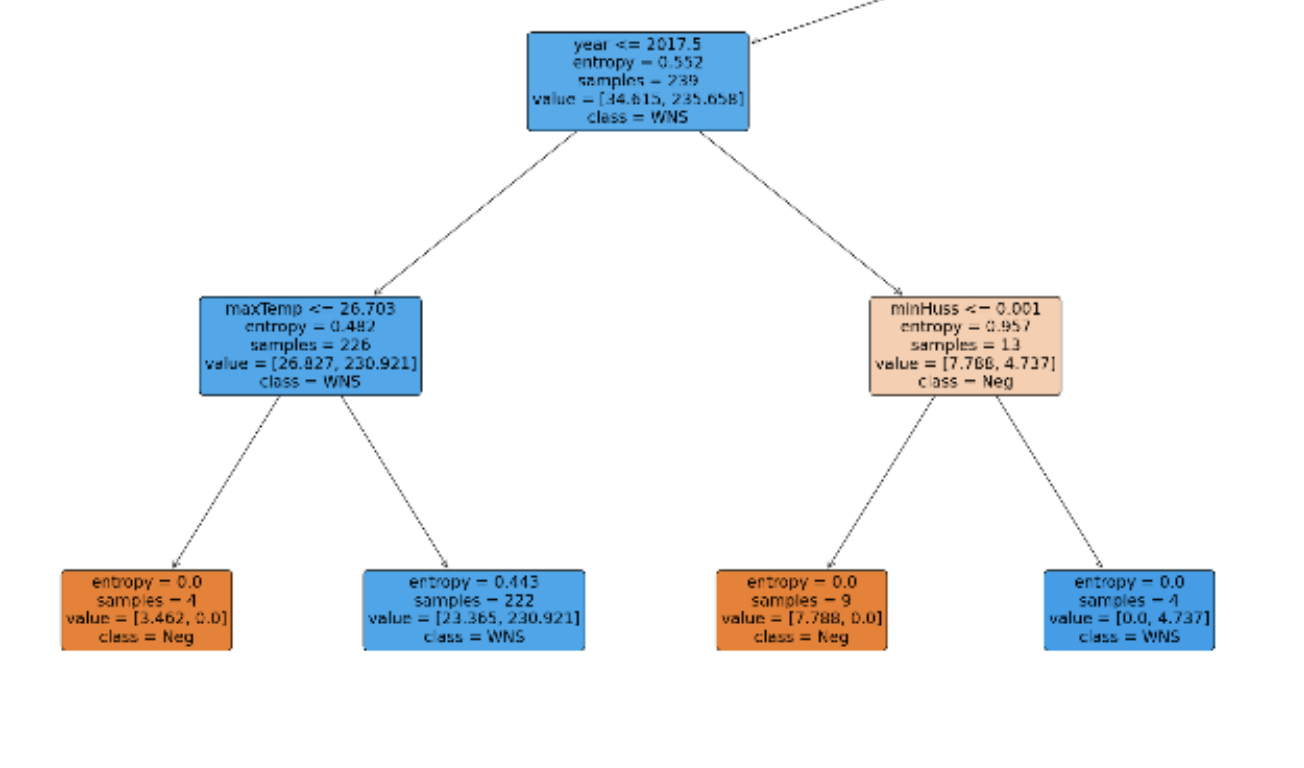 year <= 2017.5
entropy = 0.552
samples = 239
value = [34.615, 235.658]
class = WNS
maxTemp <= 26.703
entropy = 0.482
samples = 226
value = [26.827, 230.921]
class = WNS
minHuss <= 0.001
entropy = 0.957
samples = 13
value = [7.788, 4.737]
class = Neg
entropy = 0.0
samples = 4
value = [3.462, 0.0]
class = Neg
entropy = 0.443
samples = 222
value = [23.365, 230.921]
class = WNS
entropy = 0.0
samples = 9
value = [7.788, 0.0]
class = Neg
entropy = 0.0
samples = 4
value = [0.0, 4.737]
class = WNS